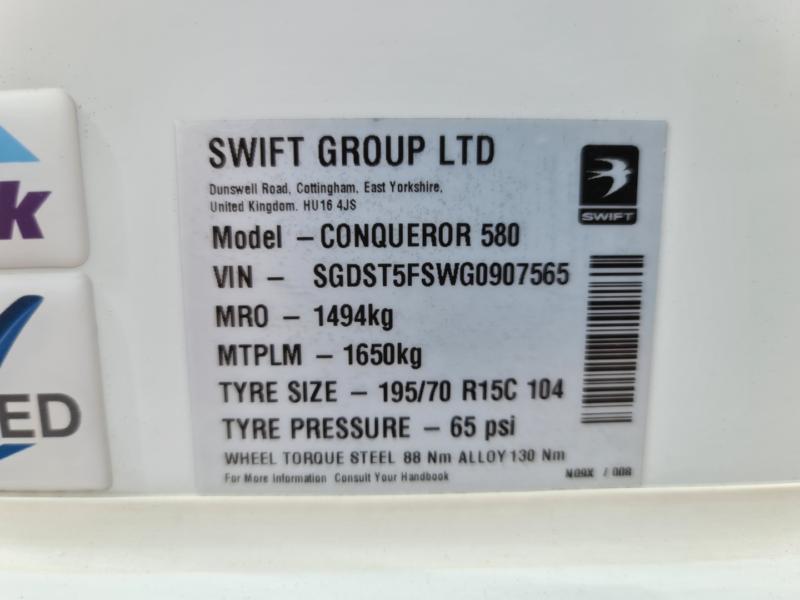 SWIFT GROUP LTD
Dunswell Road, Cottingham, East Yorkshire,
United Kingdom. HU16 4JS
SWIFT
Model – CONQUEROR 580
VIN – SGDST5FSWG0907565
MRO – 1494kg
MTPLM – 1650kg
TYRE SIZE – 195/70 R15C 104
TYRE PRESSURE – 65 psi
WHEEL TORQUE STEEL 88 Nm ALLOY 130 Nm
For More Information Consult Your Handbook
N09X / 008
k
ED